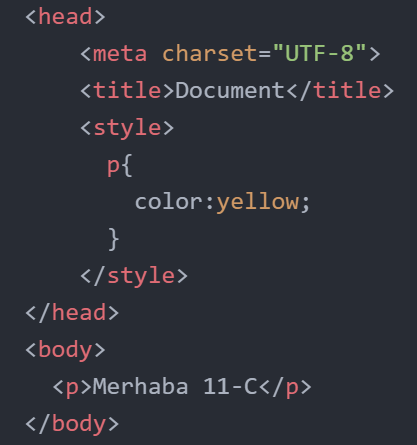 <head>
<meta charset="UTF-8">
<title>Document</title>
<style>
p{
color:yellow;
}
</style>
</head>
<body>
<p>Merhaba 11-C</p>
</body>